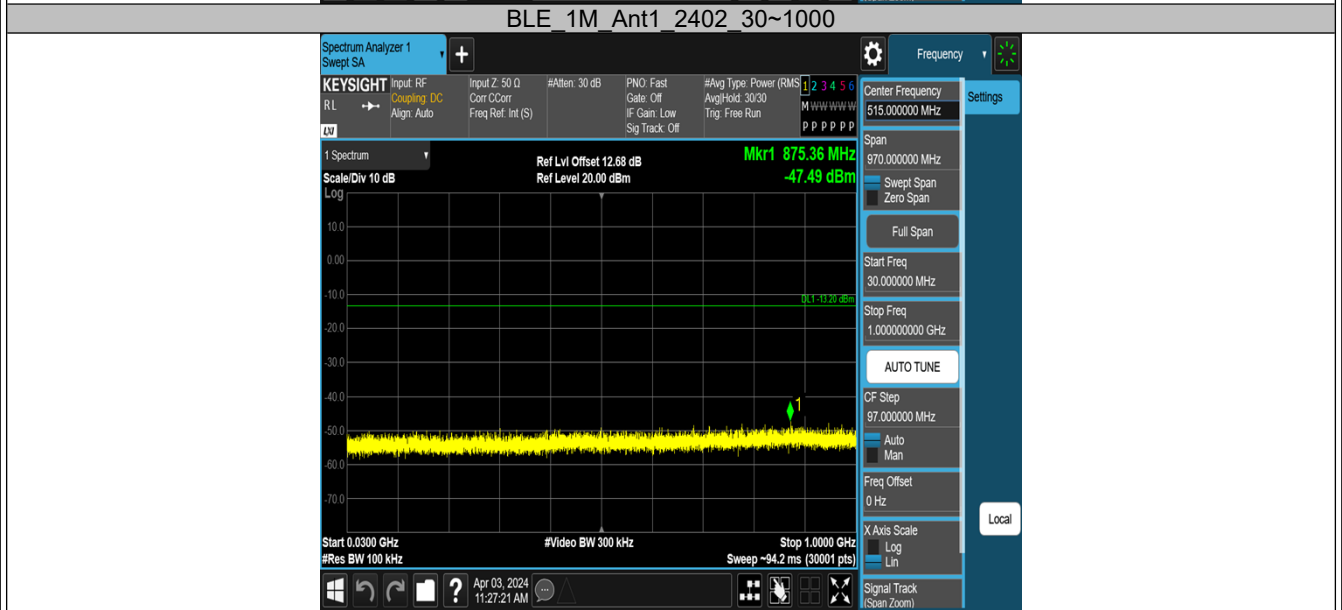 BLE_1M_Ant1_2402_30~1000
Spectrum Analyzer 1
Swept SA
+
Frequency
KEYSIGHT
RL
LXI
Input: RF
Coupling: DC
Align: Auto
Input Z: 50 Ω
Corr CCorr
Freq Ref: Int (S)
#Atten: 30 dB
PNO: Fast
Gate: Off
IF Gain: Low
Sig Track: Off
#Avg Type: Power (RMS
Avg|Hold: 30/30
Trig: Free Run
1 2 3 4 5 6
M W W W W W
P P P P P P
1 Spectrum
Scale/Div 10 dB
Ref Lvl Offset 12.68 dB
Ref Level 20.00 dBm
Mkr1 875.36 MHz
-47.49 dBm
Log
10.0
0.00
-10.0
DL1 -13.20 dBm
-20.0
-30.0
-40.0
1
-50.0
-60.0
-70.0
Start 0.0300 GHz
#Res BW 100 kHz
#Video BW 300 kHz
Stop 1.0000 GHz
Sweep ~94.2 ms (30001 pts)
Center Frequency
515.000000 MHz
Settings
Span
970.000000 MHz
Swept Span
Zero Span
Full Span
Start Freq
30.000000 MHz
Stop Freq
1.000000000 GHz
AUTO TUNE
CF Step
97.000000 MHz
Auto
Man
Freq Offset
0 Hz
X Axis Scale
Log
Lin
Local
Signal Track
(Span Zoom)
?
Apr 03, 2024
11:27:21 AM